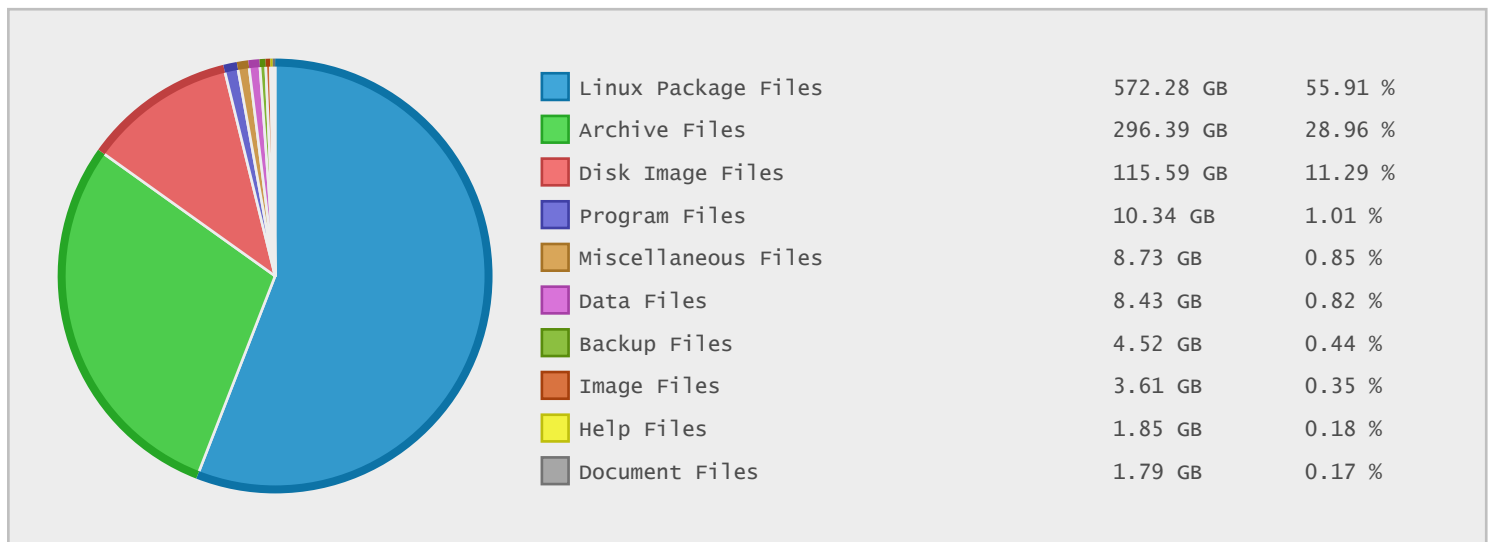 Linux Package Files 572.28 GB 55.91 %
Archive Files 296.39 GB 28.96 %
Disk Image Files 115.59 GB 11.29 %
Program Files 10.34 GB 1.01 %
Miscellaneous Files 8.73 GB 0.85 %
Data Files 8.43 GB 0.82 %
Backup Files 4.52 GB 0.44 %
Image Files 3.61 GB 0.35 %
Help Files 1.85 GB 0.18 %
Document Files 1.79 GB 0.17 %